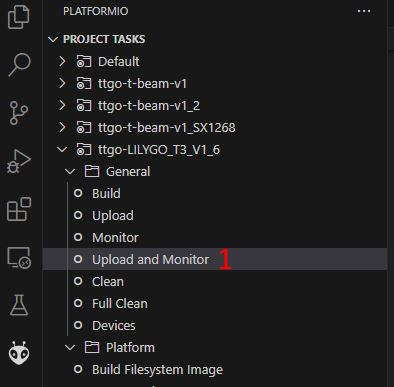 PLATFORMIO
PROJECT TASKS
Default
ttgo-t-beam-v1
ttgo-t-beam-v1_2
ttgo-t-beam-v1_SX1268
ttgo-LILYGO_T3_V1_6
General
Build
Upload
Monitor
Upload and Monitor 1
Clean
Full Clean
Devices
Platform
Build Filesystem Image